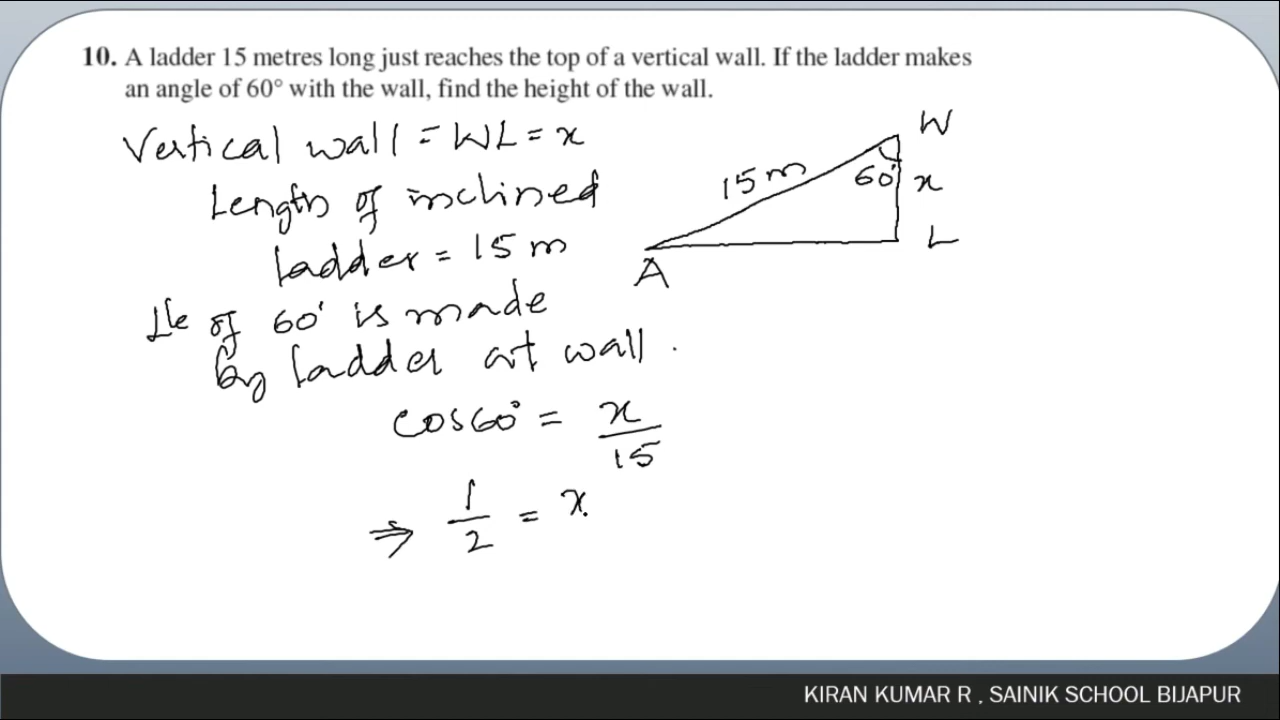 10. A ladder 15 metres long just reaches the top of a vertical wall. If the ladder makes
an angle of 60° with the wall, find the height of the wall.
Vertical wall = WL = x
Length of inclined
ladder = 15 m
∠le of 60° is made
by ladder at wall.
cos60° = x/15
⇒ 1/2 = x
W
15 m
60°
x
L
A
KIRAN KUMAR R , SAINIK SCHOOL BIJAPUR